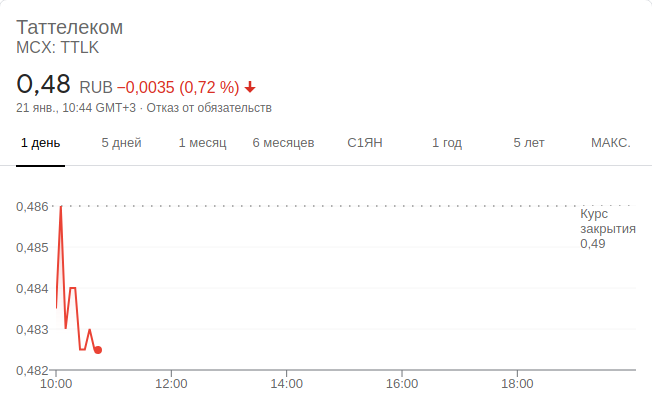 Таттелеком
MCX: TTLK
0,48 RUB −0,0035 (0,72 %)
21 янв., 10:44 GMT+3 · Отказ от обязательств
1 день 5 дней 1 месяц 6 месяцев С1ЯН 1 год 5 лет МАКС.
0,486
Курс
закрытия
0,49
0,485
0,484
0,483
0,482
10:00 12:00 14:00 16:00 18:00